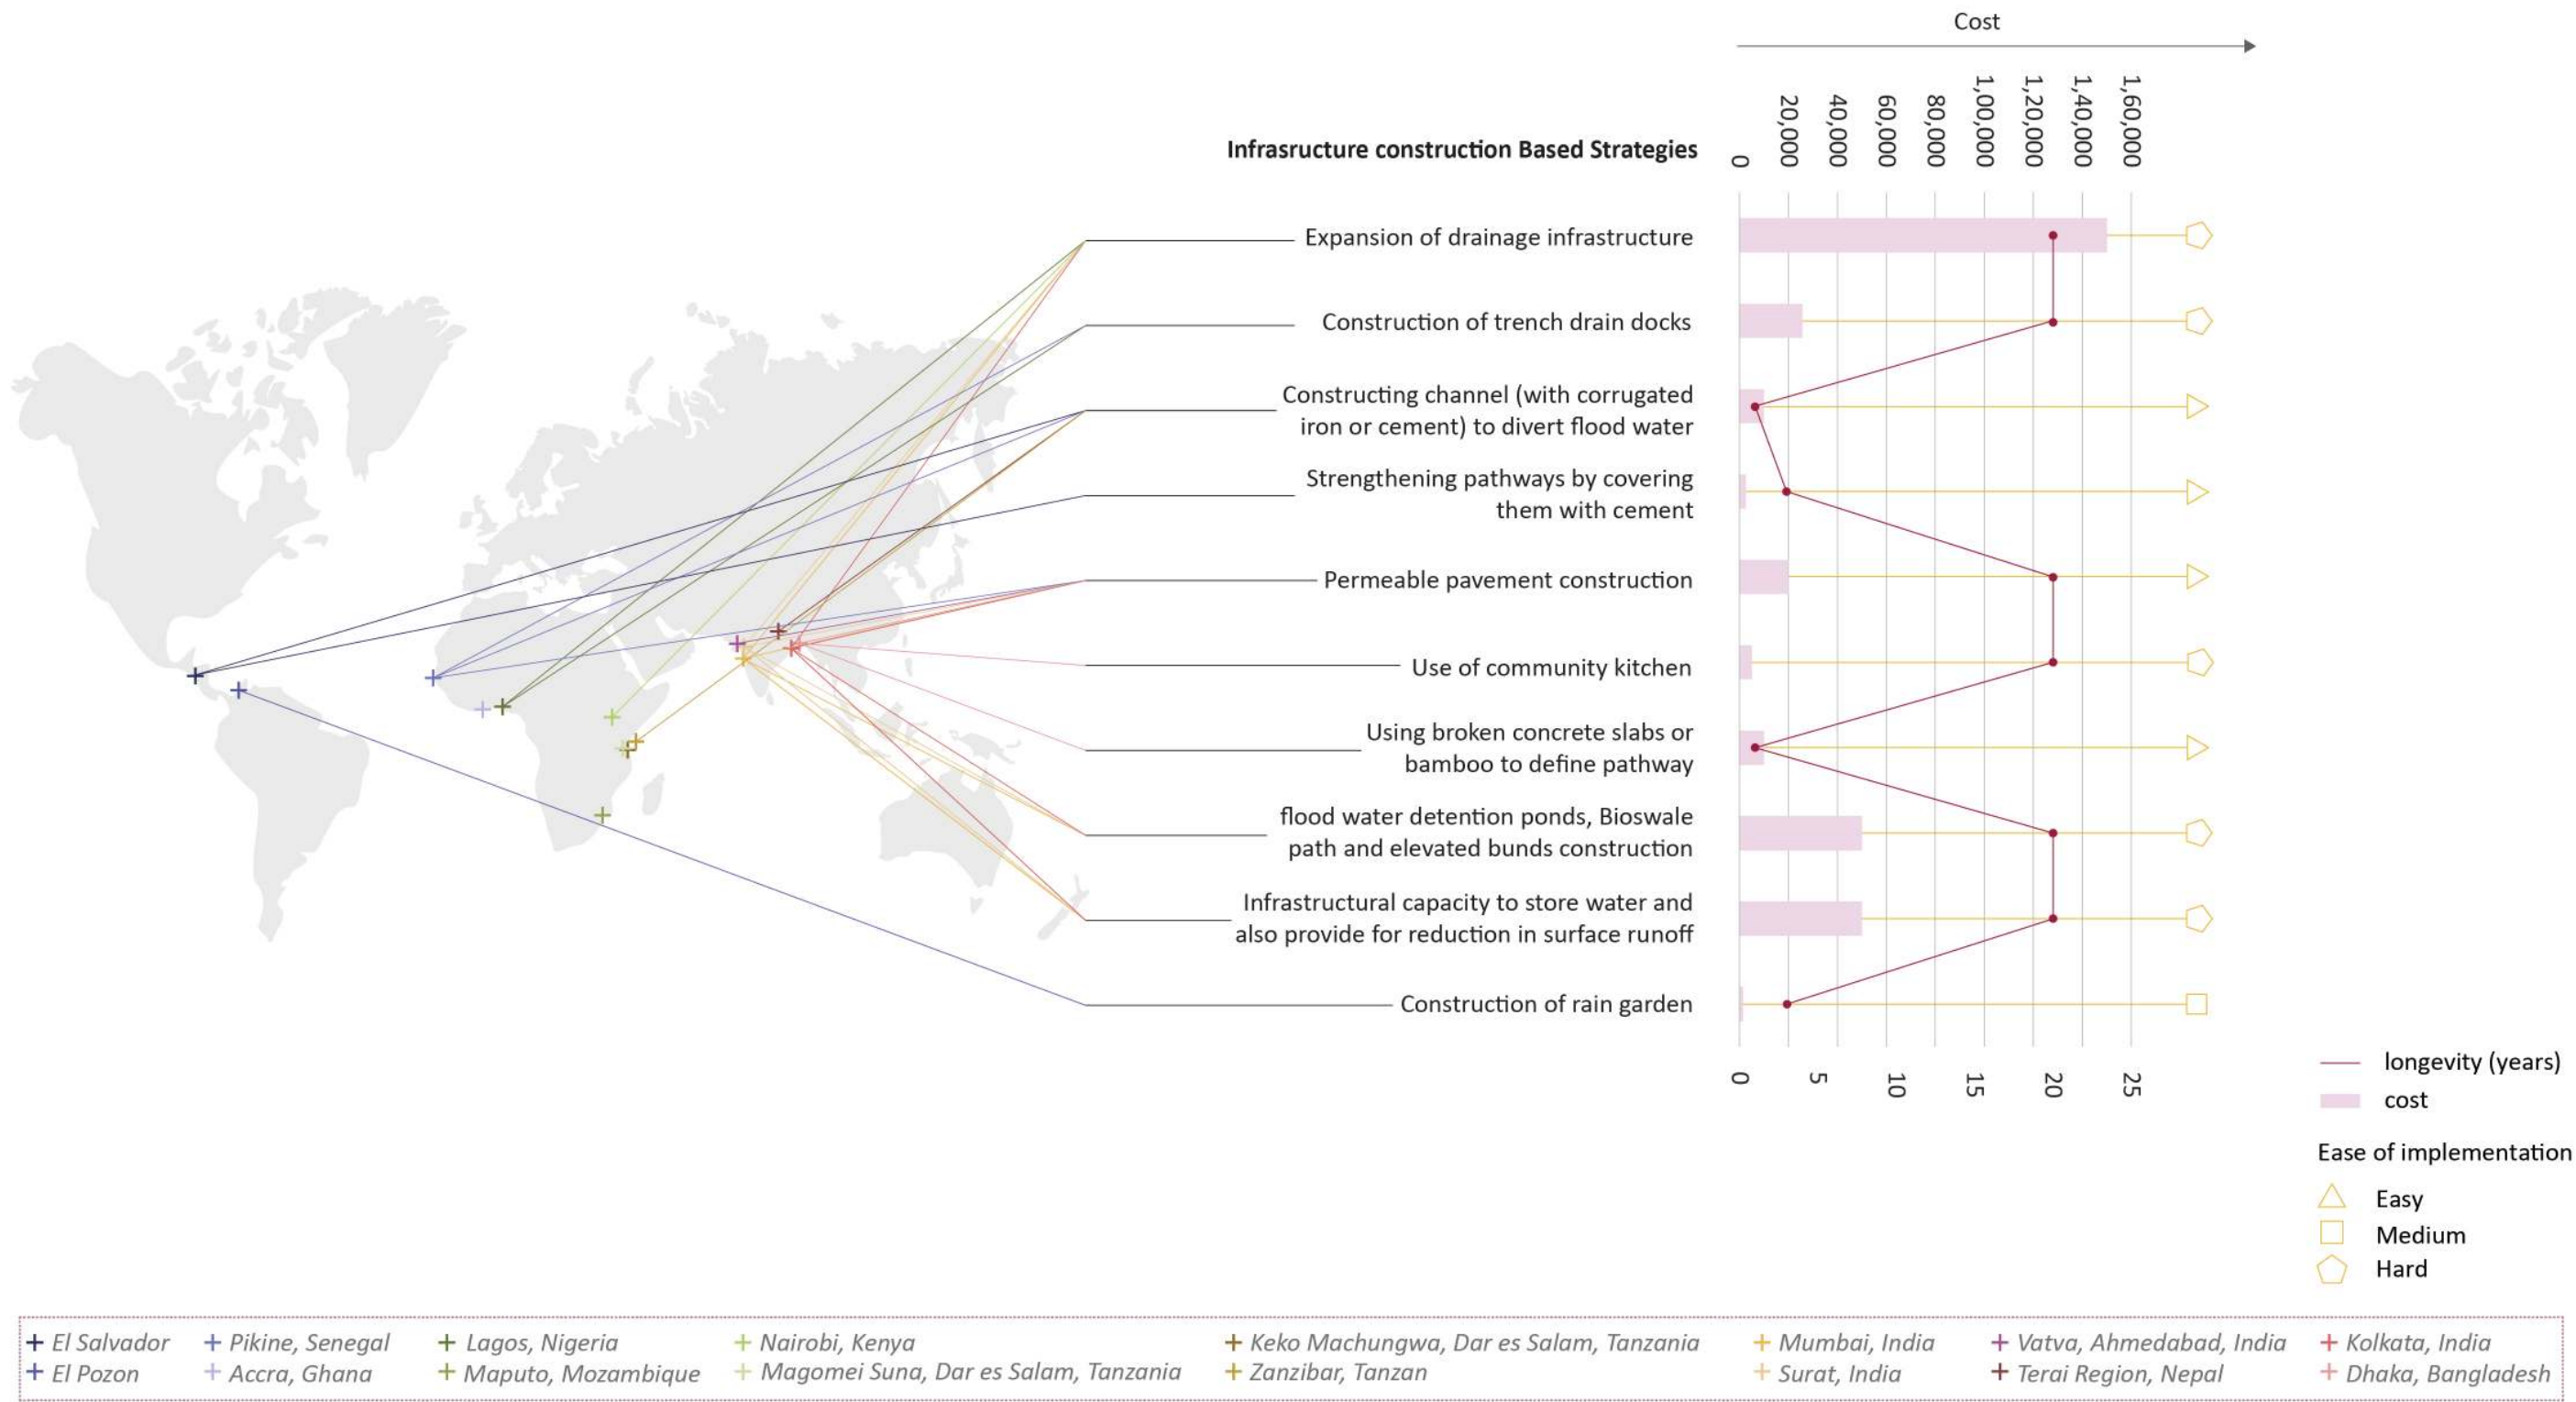 Cost
0
20,000
40,000
60,000
80,000
1,00,000
1,20,000
1,40,000
1,60,000
Infrasructure construction Based Strategies
Expansion of drainage infrastructure
Construction of trench drain docks
Constructing channel (with corrugated
iron or cement) to divert flood water
Strengthening pathways by covering
them with cement
Permeable pavement construction
Use of community kitchen
Using broken concrete slabs or
bamboo to define pathway
flood water detention ponds, Bioswale
path and elevated bunds construction
Infrastructural capacity to store water and
also provide for reduction in surface runoff
Construction of rain garden
0
5
10
15
20
25
longevity (years)
cost
Ease of implementation
Easy
Medium
Hard
El Salvador
El Pozon
Pikine, Senegal
Accra, Ghana
Lagos, Nigeria
Maputo, Mozambique
Nairobi, Kenya
Magomei Suna, Dar es Salam, Tanzania
Keko Machungwa, Dar es Salam, Tanzania
Zanzibar, Tanzan
Mumbai, India
Surat, India
Vatva, Ahmedabad, India
Terai Region, Nepal
Kolkata, India
Dhaka, Bangladesh